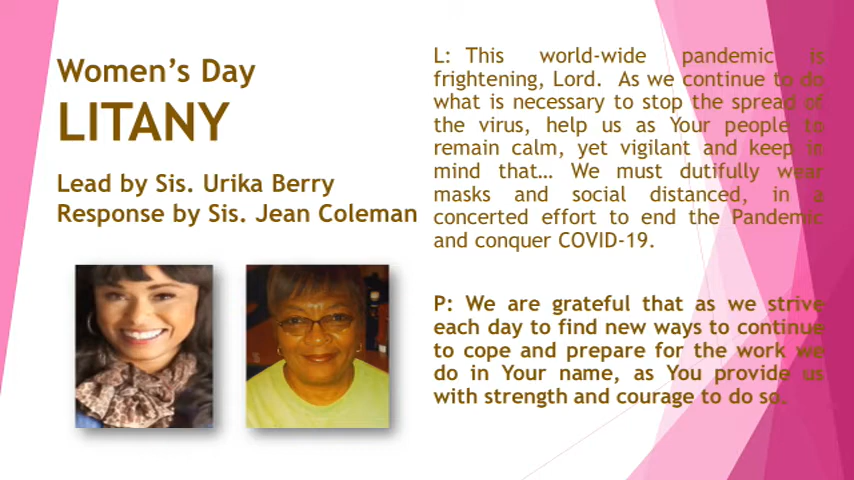 Women's Day
LITANY
Lead by Sis. Urika Berry
Response by Sis. Jean Coleman
L: This world-wide pandemic is
frightening, Lord. As we continue to do
what is necessary to stop the spread of
the virus, help us as Your people to
remain calm, yet vigilant and keep in
mind that… We must dutifully wear
masks and social distanced, in a
concerted effort to end the Pandemic
and conquer COVID-19.
P: We are grateful that as we strive
each day to find new ways to continue
to cope and prepare for the work we
do in Your name, as You provide us
with strength and courage to do so.